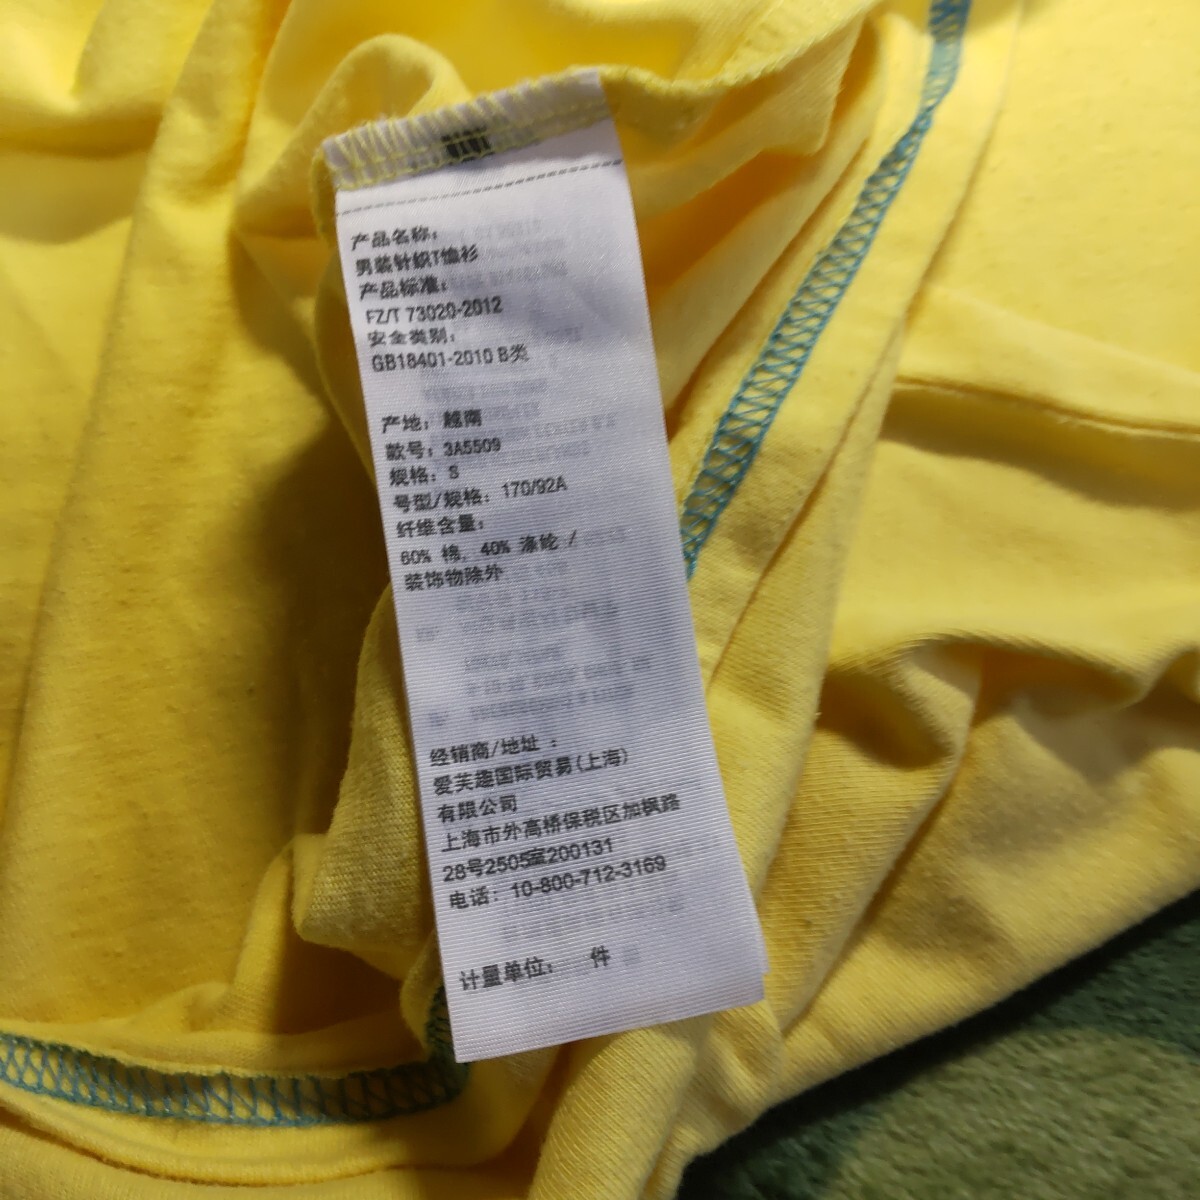 产品名称：
男装针织T恤衫
产品标准：
FZ/T 73020-2012
安全类别：
GB18401-2010 B类
产地：越南
款号：3A5509
规格：S
号型/规格：170/92A
纤维含量：
60% 棉，40% 涤纶 /
装饰物除外
经销商/地址：
爱芙趣国际贸易(上海)
有限公司
上海市外高桥保税区加枫路
28号2505室200131
电话：10-800-712-3169
计量单位： 件